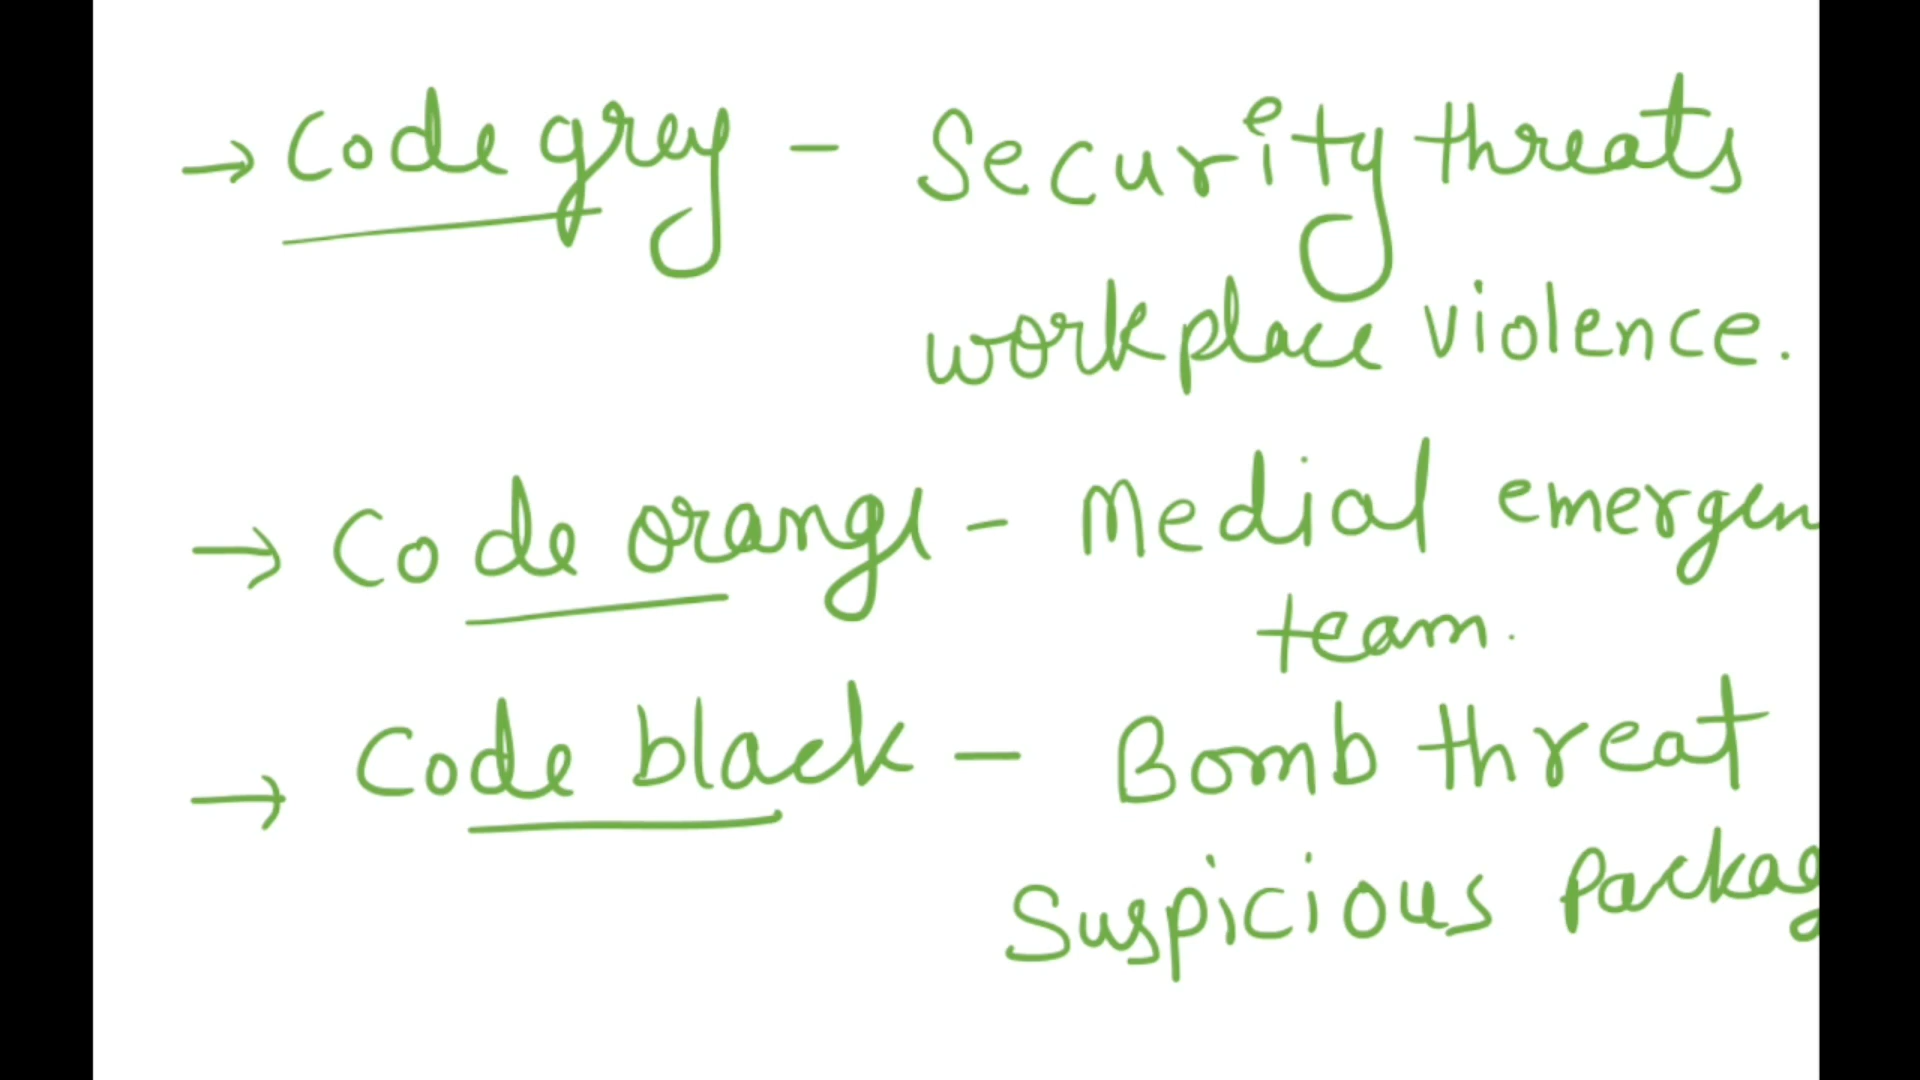 → Code grey - Security threats
workplace violence.
→ Code orange - Medial emergen
team.
→ Code black - Bomb threat
Suspicious Packag